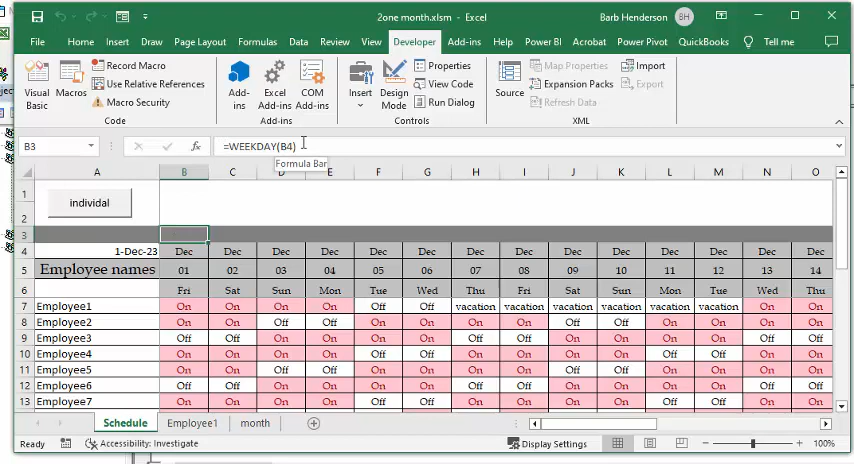 2one month.xlsm - Excel
Barb Henderson BH
File Home Insert Draw Page Layout Formulas Data Review View Developer Add-ins Help Power BI Acrobat Power Pivot QuickBooks Tell me
Visual Basic
Macros
Record Macro
Use Relative References
Macro Security
Code
Add-ins
Excel Add-ins
COM Add-ins
Add-ins
Insert
Design Mode
Properties
View Code
Run Dialog
Controls
Source
Map Properties
Expansion Packs
Refresh Data
Import
Export
XML
B3 fx =WEEKDAY(B4)
Formula Bar
A B C D E F G H I J K L M N O
1 individal
2
3
4 1-Dec-23 Dec Dec Dec Dec Dec Dec Dec Dec Dec Dec Dec Dec Dec Dec
5 Employee names 01 02 03 04 05 06 07 08 09 10 11 12 13 14
6 Fri Sat Sun Mon Tue Wed Thu Fri Sat Sun Mon Tue Wed Thu
7 Employee1 On On On On Off Off vacation vacation vacation vacation vacation vacation On On
8 Employee2 On On Off Off On On On On Off Off On On On On
9 Employee3 Off Off On On On On Off Off On On On On Off Off
10 Employee4 On On On On Off Off On On On On Off Off On On
11 Employee5 On On Off Off On On On On Off Off On On On On
12 Employee6 Off Off On On On On Off Off On On On On Off Off
13 Employee7 On On On On Off Off On On On On Off Off On On
Schedule Employee1 month
Ready Accessibility: Investigate Display Settings 100%